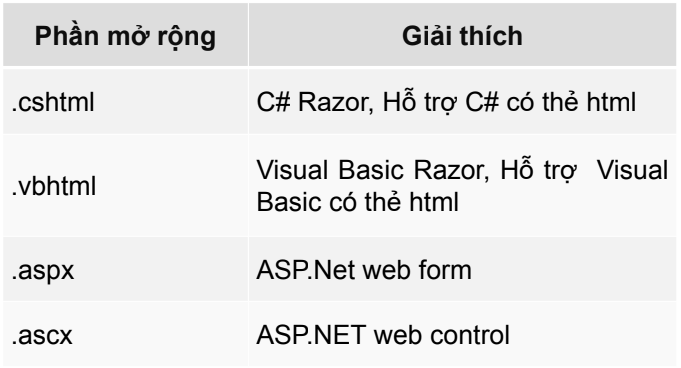 Phần mở rộng Giải thích
.cshtml C# Razor, Hỗ trợ C# có thẻ html
.vbhtml Visual Basic Razor, Hỗ trợ Visual
Basic có thẻ html
.aspx ASP.Net web form
.ascx ASP.NET web control